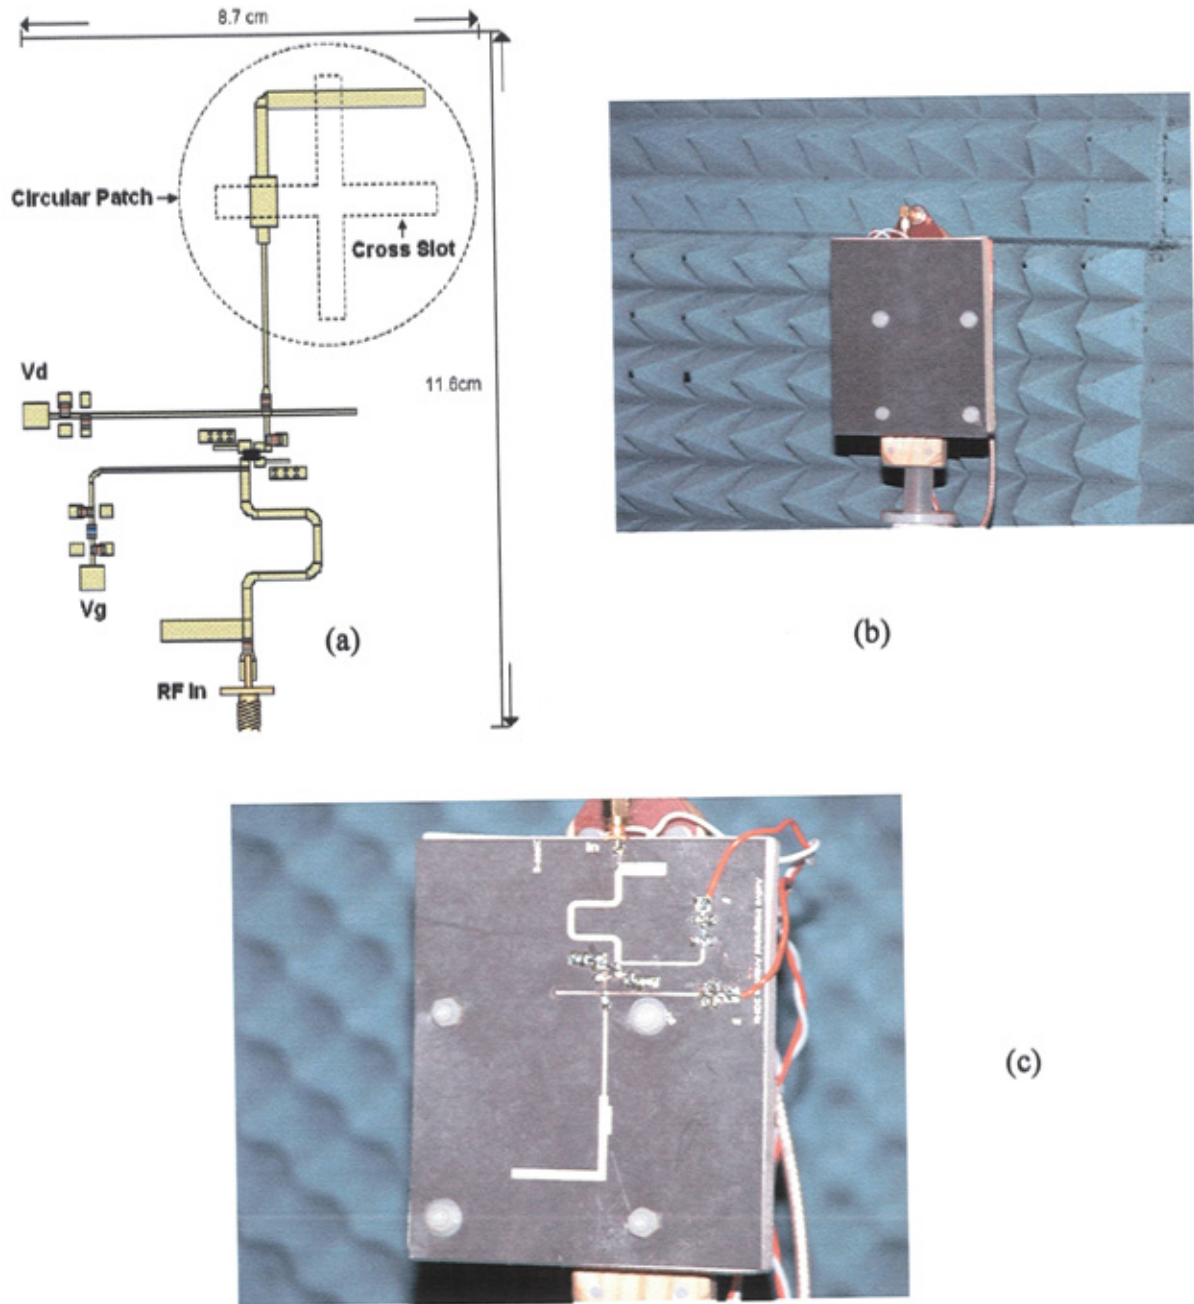 8.7 cm
Circular Patch
Cross Slot
11.6cm
Vd
Vg
RF In
(a)
(b)
In
(c)